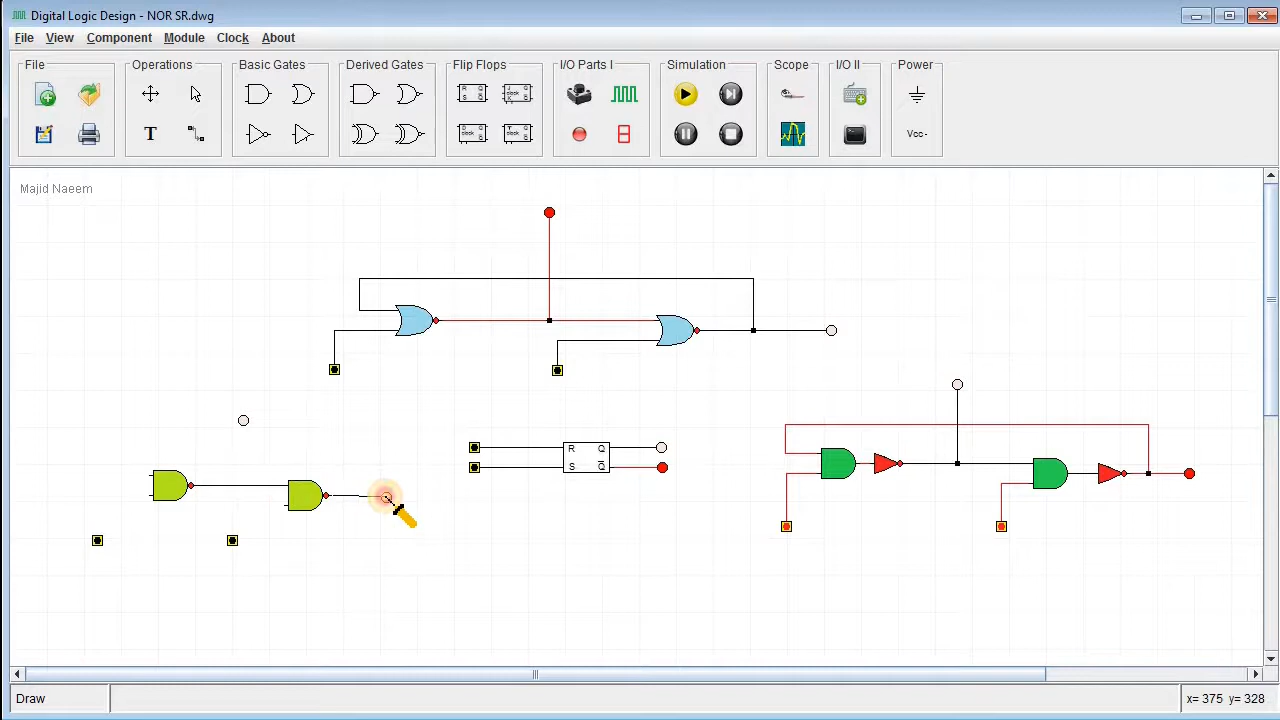 Digital Logic Design - NOR SR.dwg
File View Component Module Clock About
File Operations Basic Gates Derived Gates Flip Flops I/O Parts I Simulation Scope I/O II Power
T
Vcc-
Majid Naeem
R Q
S Q
Draw
x= 375 y= 328